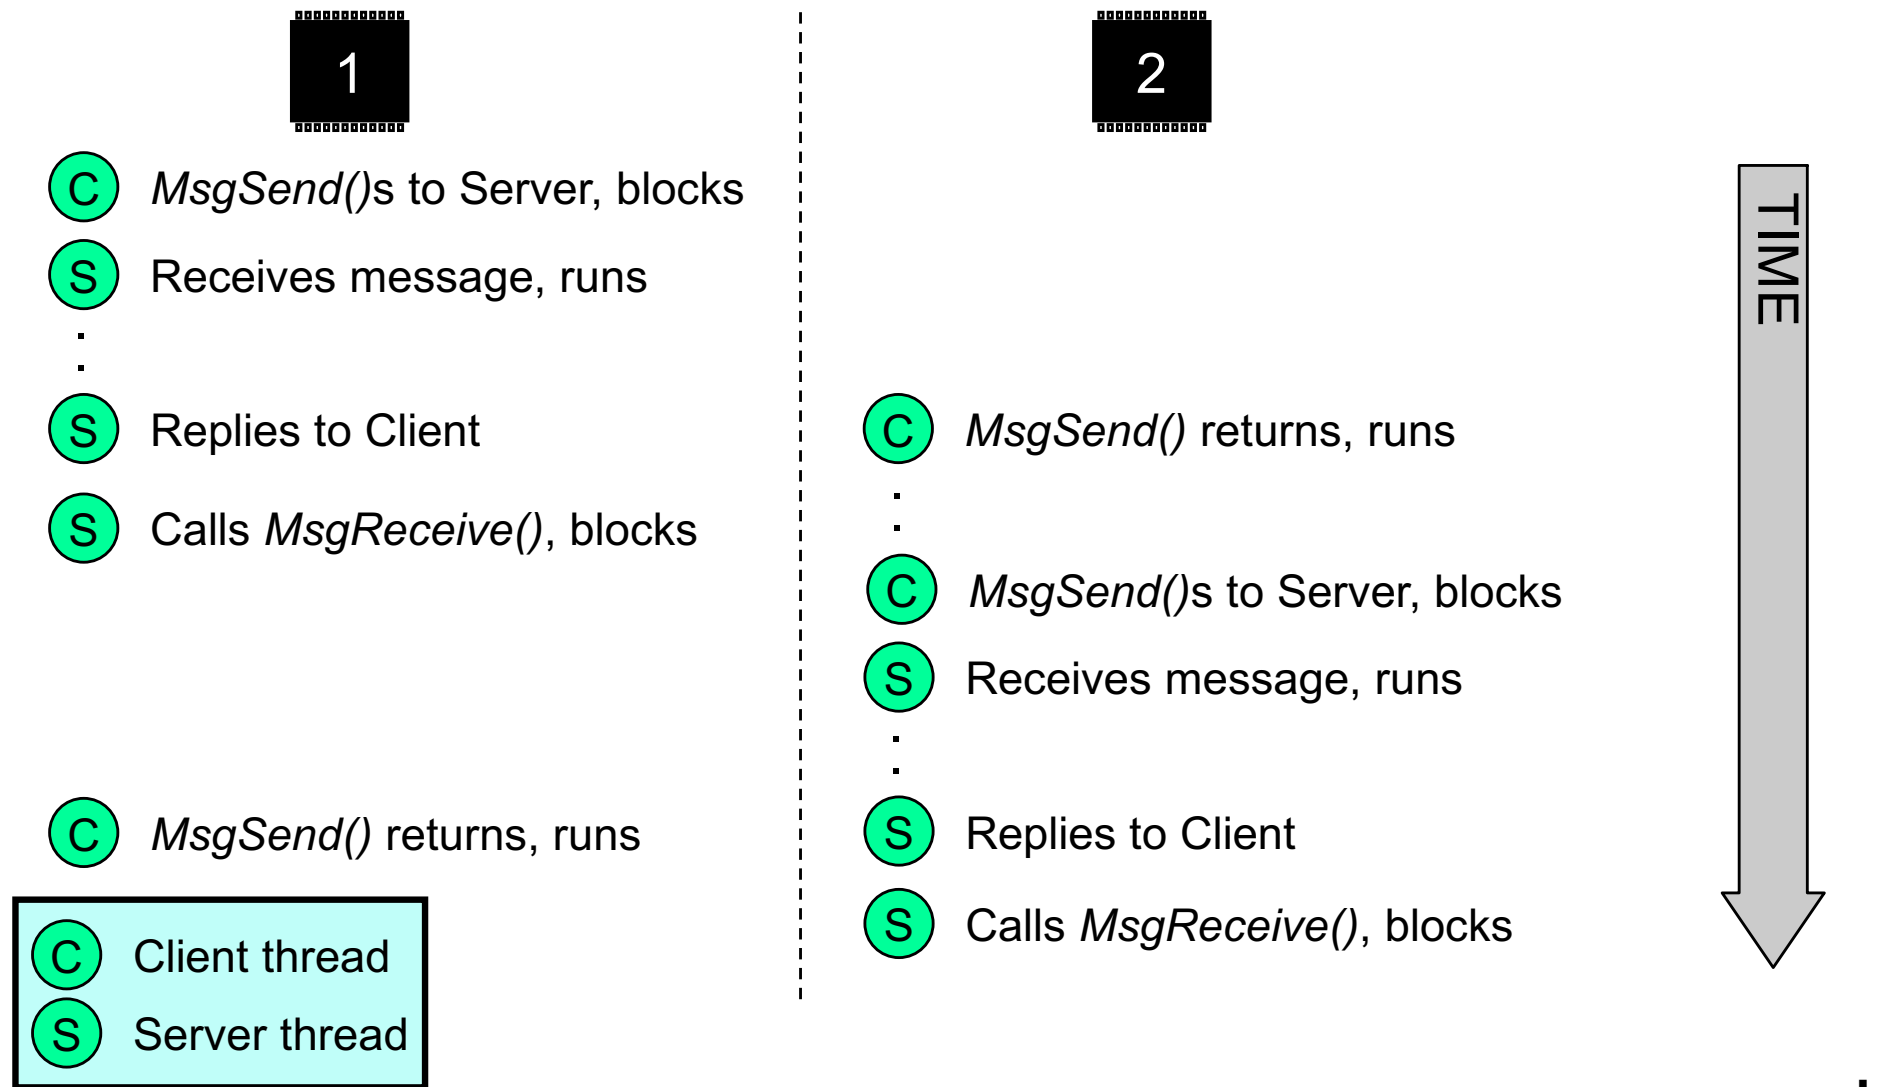 1
2
C MsgSend()s to Server, blocks
S Receives message, runs
S Replies to Client
S Calls MsgReceive(), blocks
C MsgSend() returns, runs
C MsgSend() returns, runs
C MsgSend()s to Server, blocks
S Receives message, runs
S Replies to Client
S Calls MsgReceive(), blocks
TIME
C Client thread
S Server thread